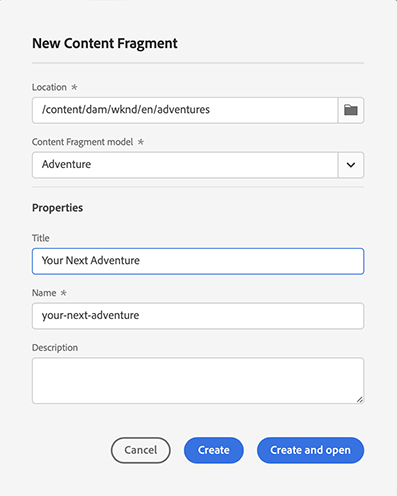 New Content Fragment
Location *
/content/dam/wknd/en/adventures
Content Fragment model *
Adventure
Properties
Title
Your Next Adventure
Name *
your-next-adventure
Description
Cancel Create Create and open